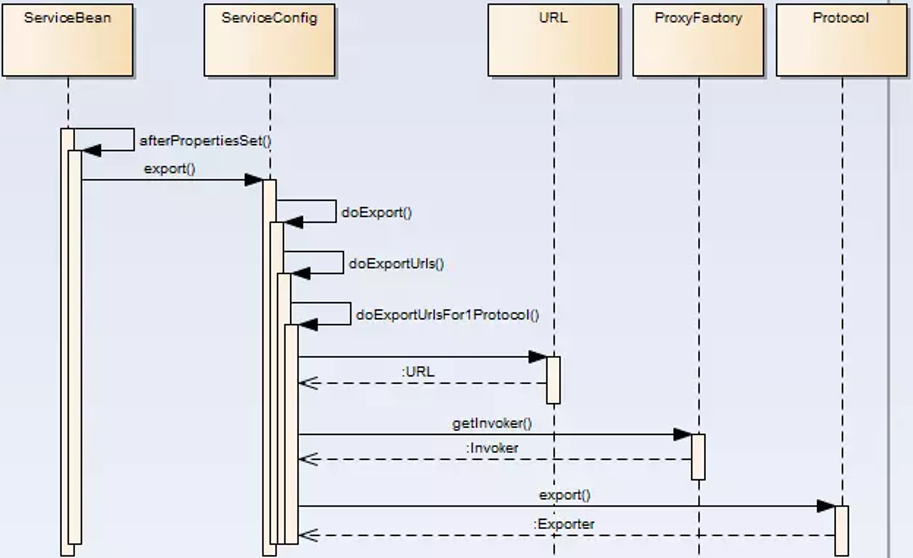 ServiceBean
ServiceConfig
URL
ProxyFactory
Protocol
afterPropertiesSet()
export()
doExport()
doExportUrls()
doExportUrlsFor1Protocol()
:URL
getInvoker()
:Invoker
export()
:Exporter